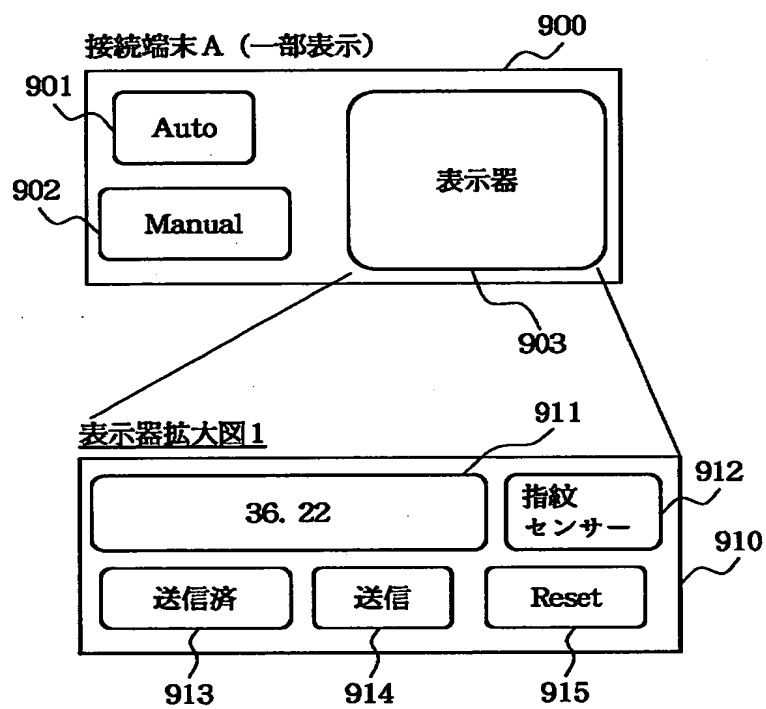 接続端末A（一部表示）
900
901
Auto
902
Manual
表示器
903
表示器拡大図1
911
36. 22
指紋
センサー
912
910
送信済
送信
Reset
913
914
915